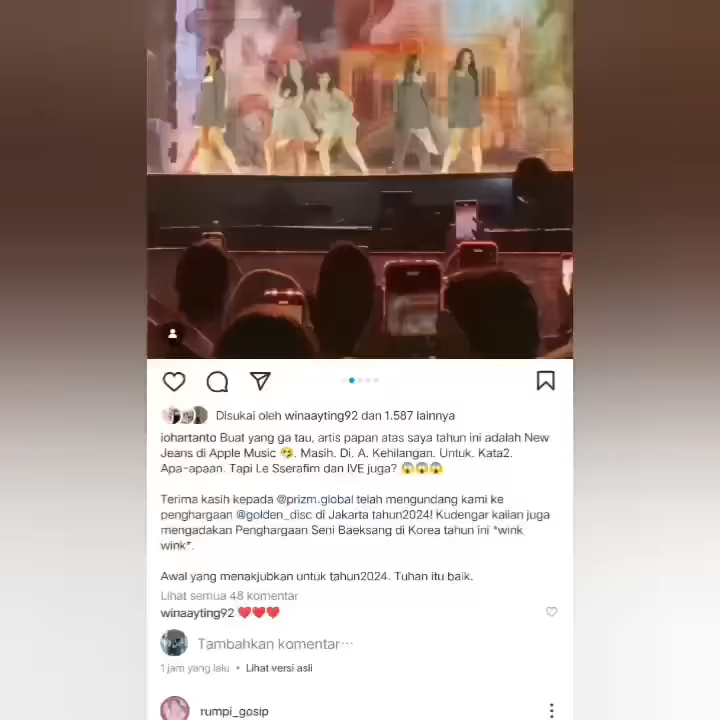 Disukai oleh winaayting92 dan 1.587 lainnya
iohartanto Buat yang ga tau, artis papan atas saya tahun ini adalah New
Jeans di Apple Music 🤣. Masih. Di. A. Kehilangan. Untuk. Kata2.
Apa-apaan. Tapi Le Sserafim dan IVE juga? 😱😱😱
Terima kasih kepada @prizm.global telah mengundang kami ke
penghargaan @golden_disc di Jakarta tahun2024! Kudengar kalian juga
mengadakan Penghargaan Seni Baeksang di Korea tahun ini *wink
wink*.
Awal yang menakjubkan untuk tahun2024. Tuhan itu baik.
Lihat semua 48 komentar
winaayting92 ❤️❤️❤️
Tambahkan komentar...
1 jam yang lalu • Lihat versi asli
rumpi_gosip